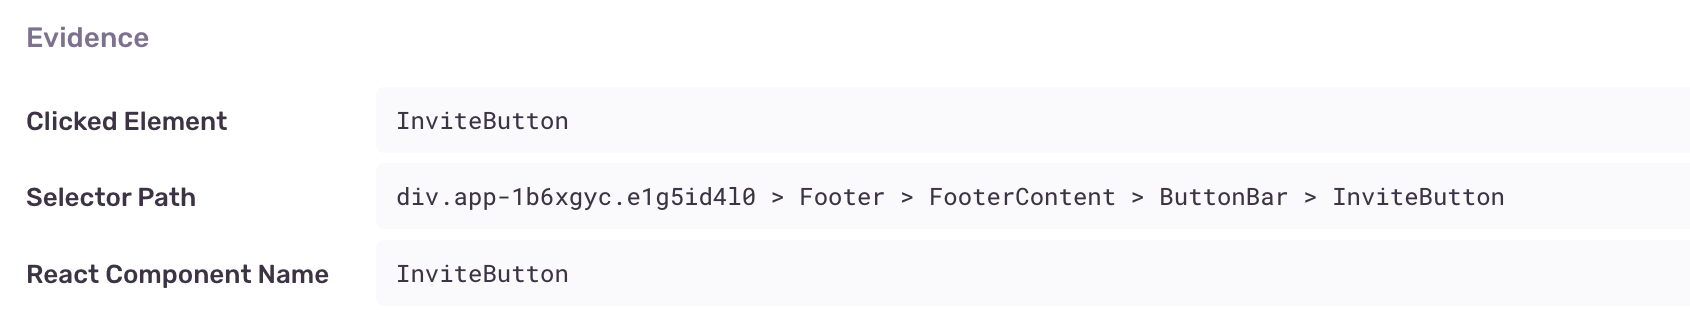 Evidence
Clicked Element
InviteButton
Selector Path
div.app-1b6xgyc.e1g5id4l0 > Footer > FooterContent > ButtonBar > InviteButton
React Component Name
InviteButton